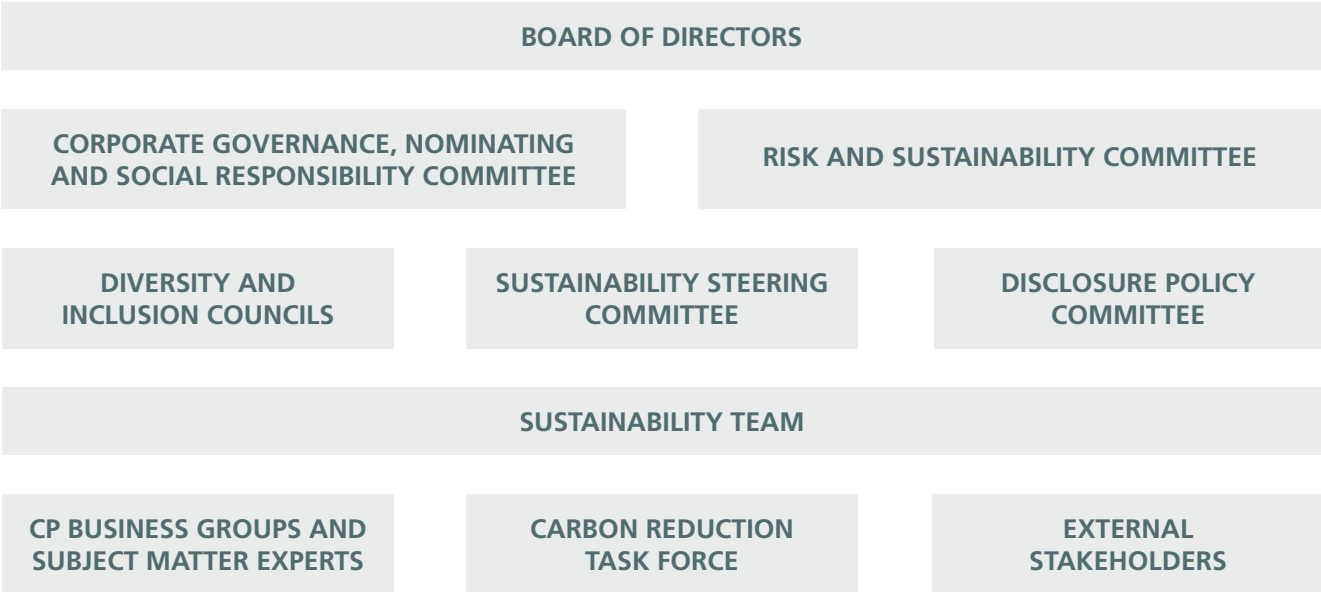 BOARD OF DIRECTORS
CORPORATE GOVERNANCE, NOMINATING
AND SOCIAL RESPONSIBILITY COMMITTEE
RISK AND SUSTAINABILITY COMMITTEE
DIVERSITY AND
INCLUSION COUNCILS
SUSTAINABILITY STEERING
COMMITTEE
DISCLOSURE POLICY
COMMITTEE
SUSTAINABILITY TEAM
CP BUSINESS GROUPS AND
SUBJECT MATTER EXPERTS
CARBON REDUCTION
TASK FORCE
EXTERNAL
STAKEHOLDERS